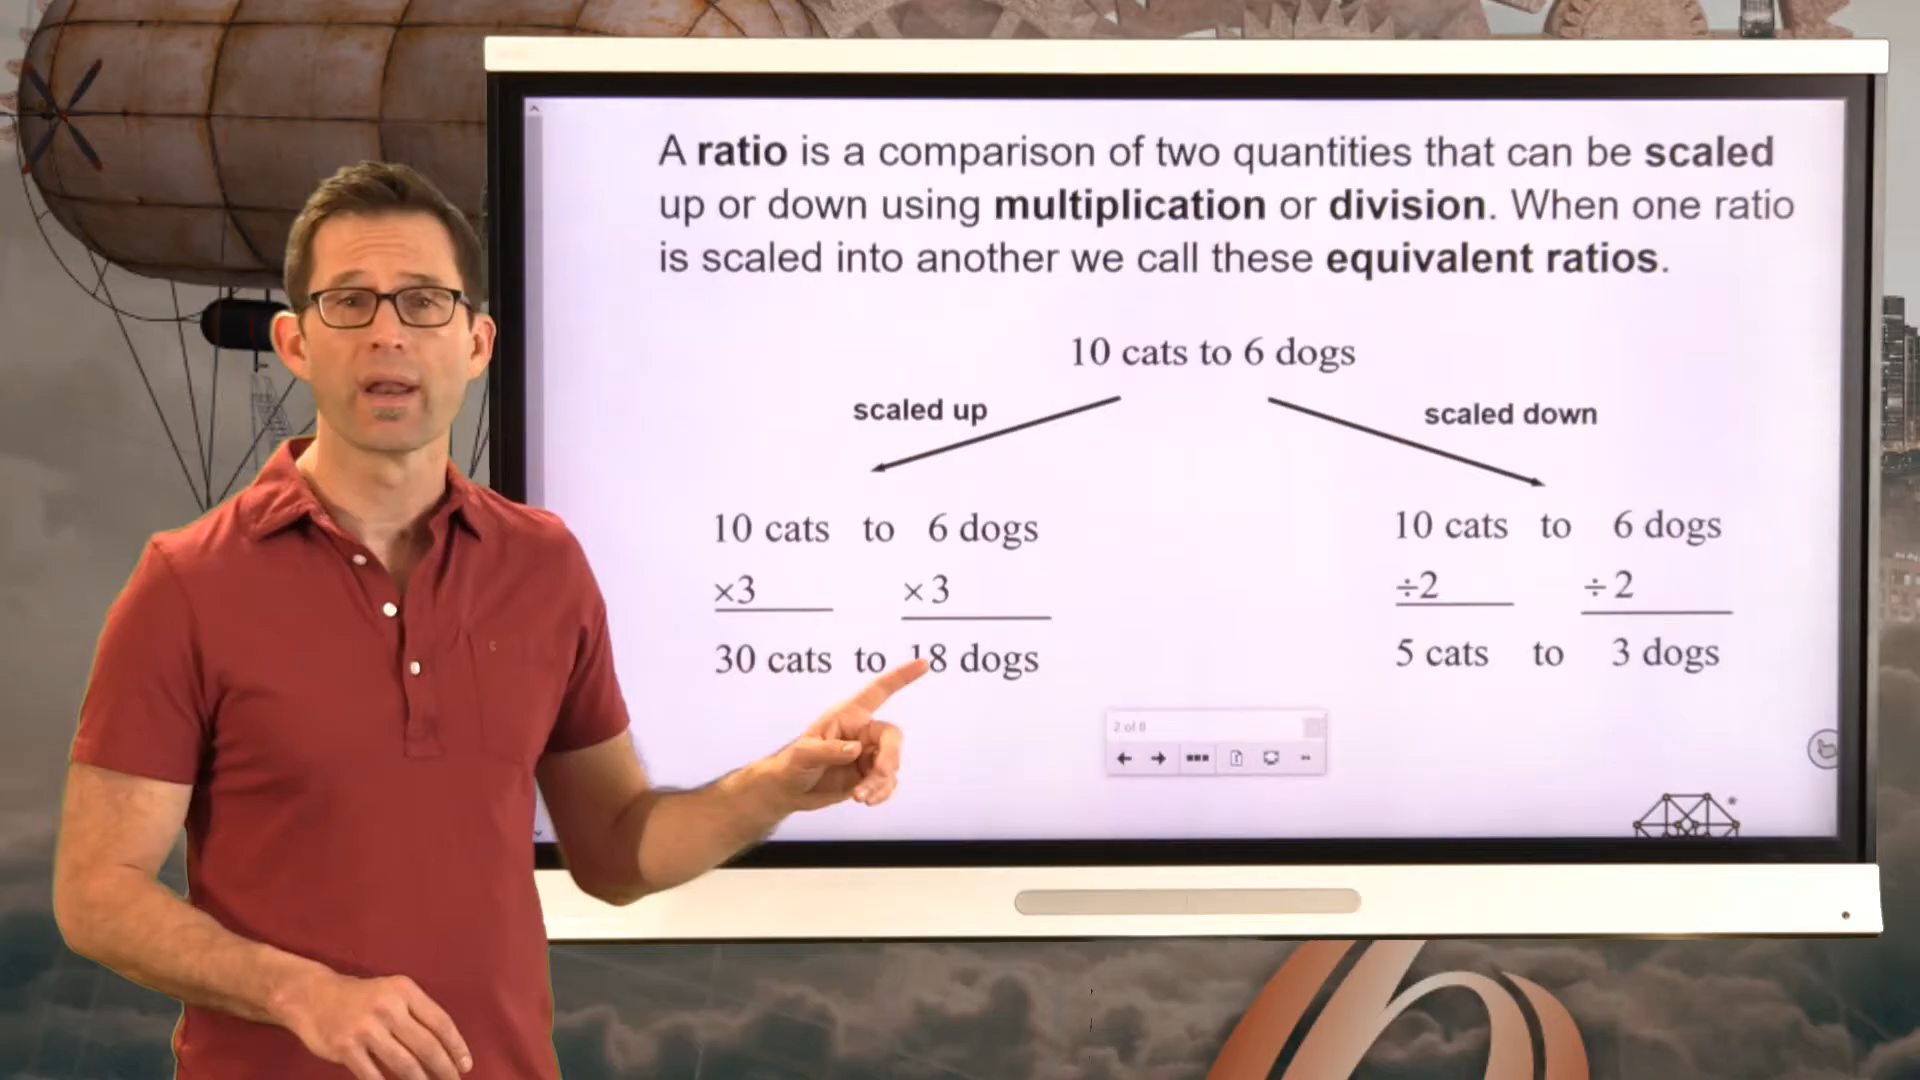 A ratio is a comparison of two quantities that can be scaled
up or down using multiplication or division. When one ratio
is scaled into another we call these equivalent ratios.
10 cats to 6 dogs
scaled up
scaled down
10 cats to 6 dogs
×3 ×3
30 cats to 18 dogs
10 cats to 6 dogs
÷2 ÷2
5 cats to 3 dogs
2 of 8